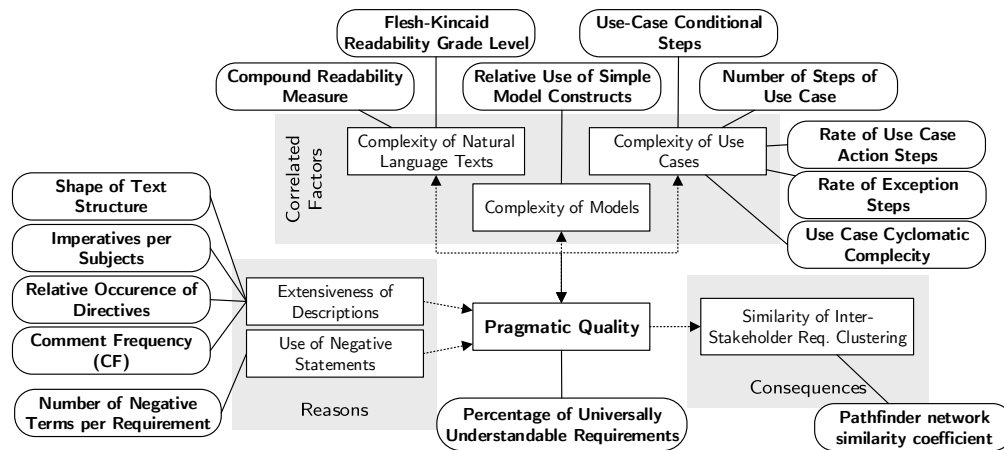 Flesh-Kincaid
Readability Grade Level
Use-Case Conditional
Steps
Compound Readability
Measure
Relative Use of Simple
Model Constructs
Number of Steps of
Use Case
Complexity of Natural
Language Texts
Complexity of Use
Cases
Rate of Use Case
Action Steps
Correlated
Factors
Shape of Text
Structure
Complexity of Models
Rate of Exception
Steps
Imperatives per
Subjects
Use Case Cyclomatic
Complecity
Relative Occurence of
Directives
Extensiveness of
Descriptions
Pragmatic Quality
Similarity of Inter-
Stakeholder Req. Clustering
Comment Frequency
(CF)
Use of Negative
Statements
Number of Negative
Terms per Requirement
Reasons
Percentage of Universally
Understandable Requirements
Consequences
Pathfinder network
similarity coefficient